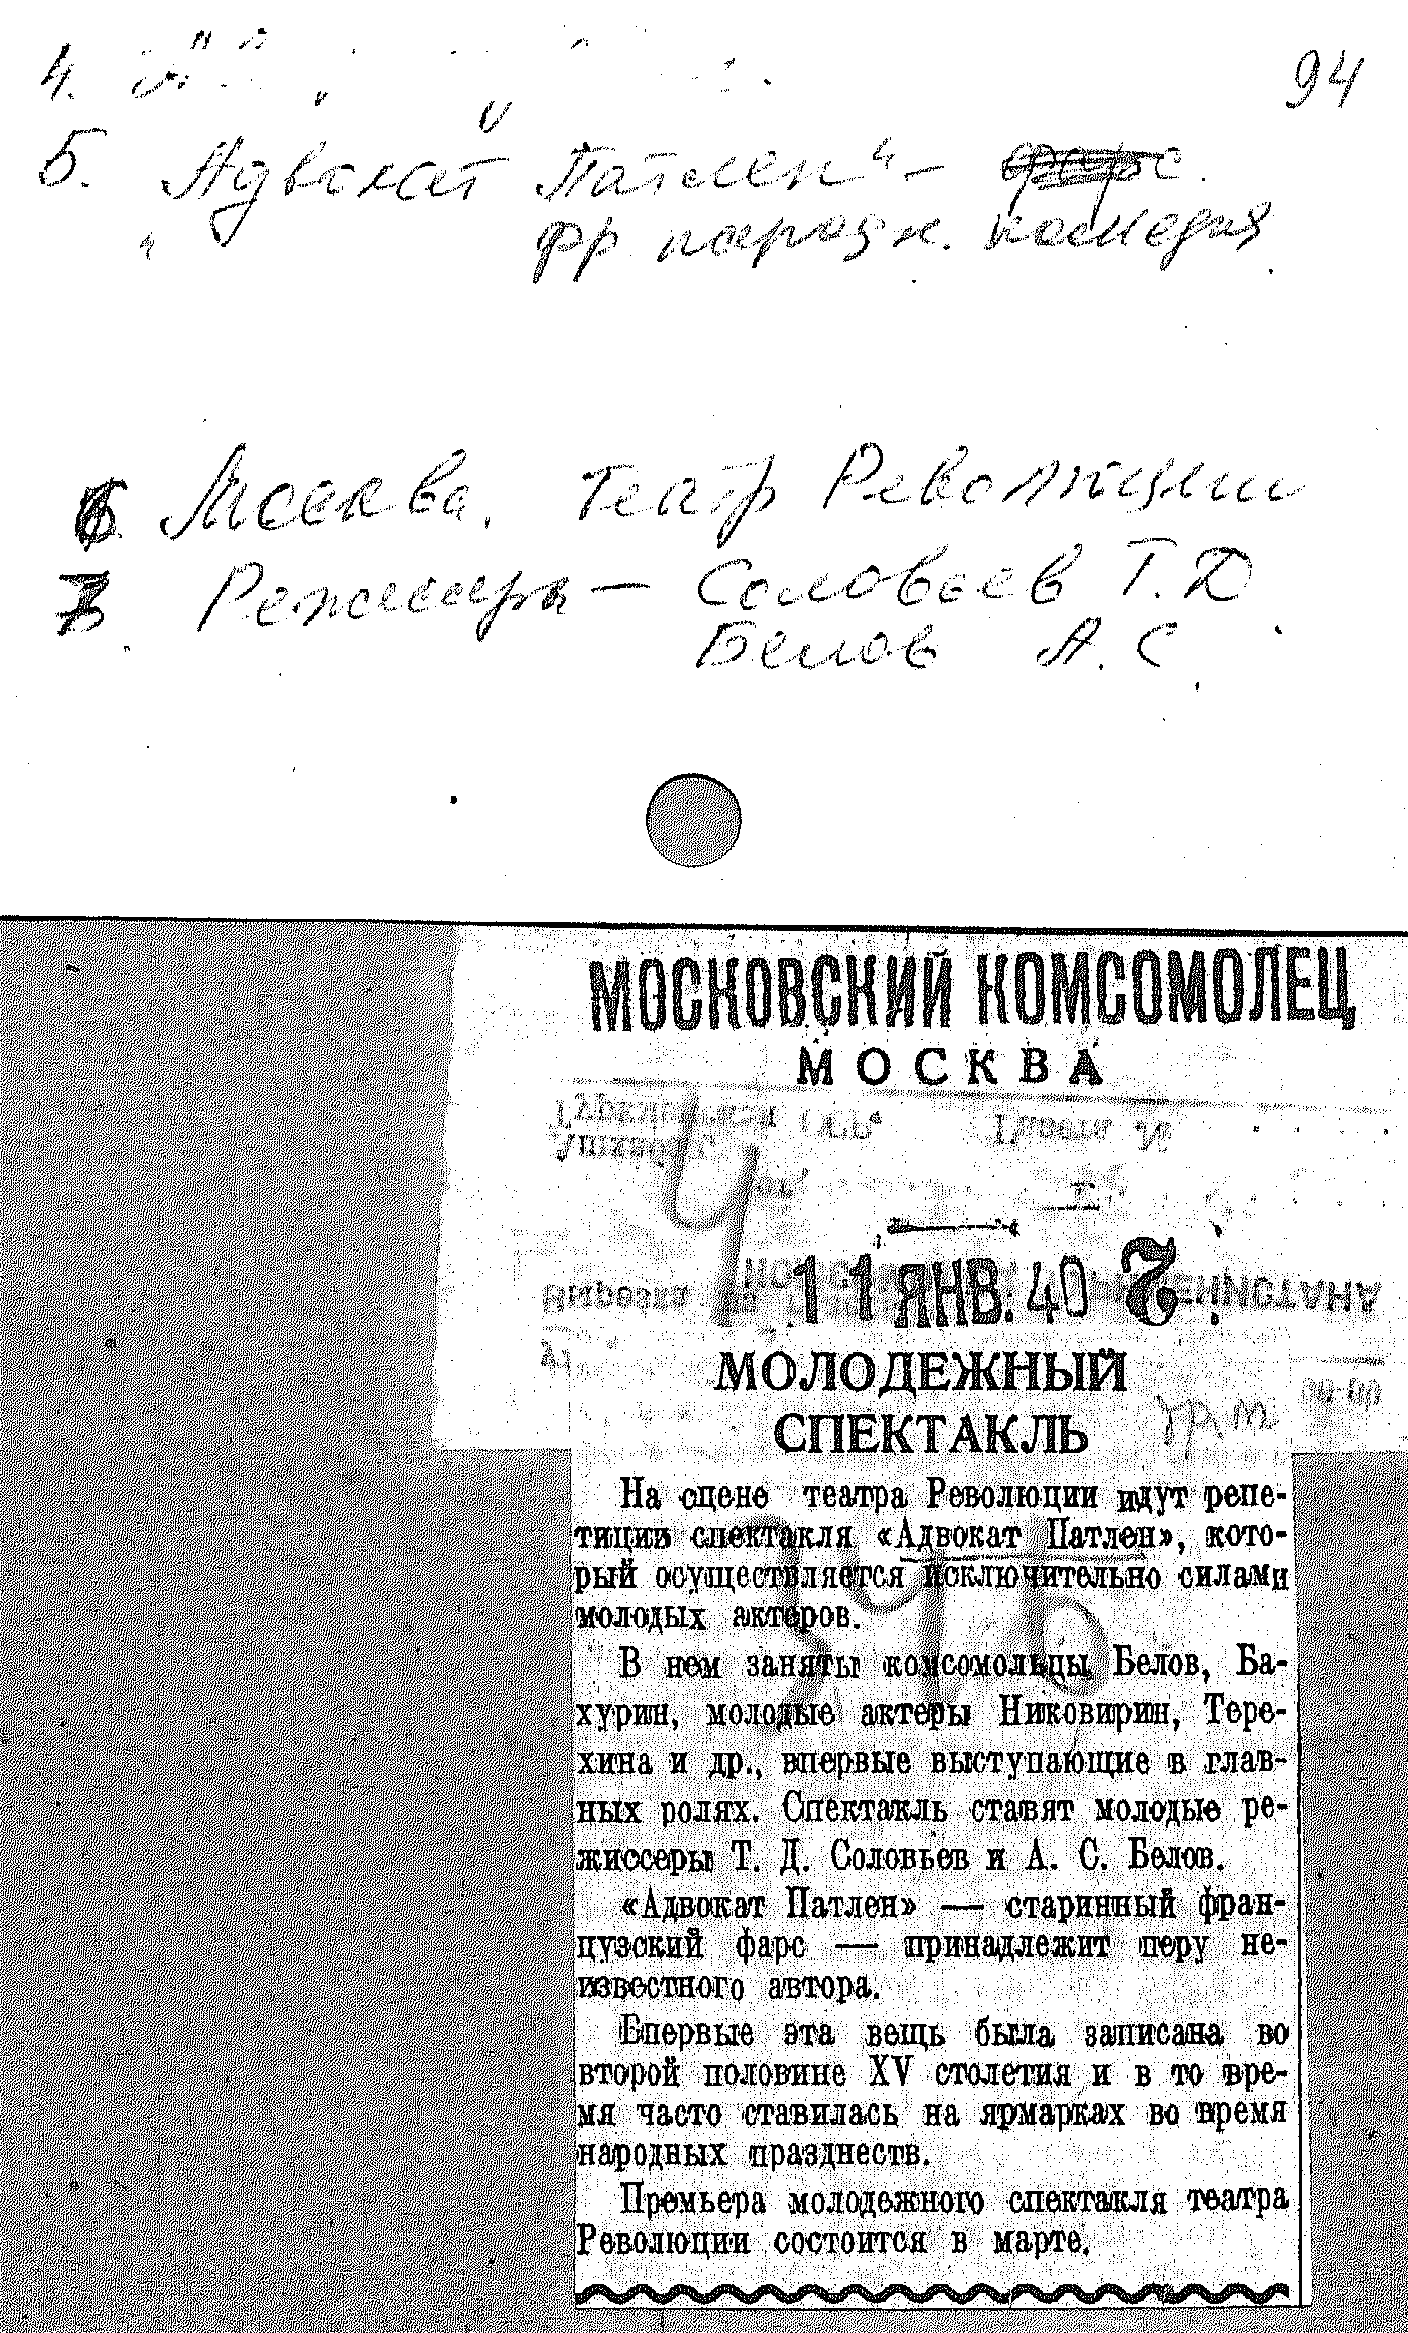 94
4.
5. "Адвокат Пателен" — фарс.
фр. народн. комедия
Москва. Театр Революции
Режиссеры — Соловьев Т. Д.
Белов А. С.
МОСКОВСКИЙ КОМСОМОЛЕЦ
МОСКВА
11 ЯНВ. 40
МОЛОДЕЖНЫЙ
СПЕКТАКЛЬ
На сцене театра Революции идут репе-
тиции спектакля «Адвокат Патлен», кото-
рый осуществляется исключительно силами
молодых актеров.
В нем заняты комсомольцы Белов, Ба-
хурин, молодые актеры Никовирин, Тере-
хина и др., впервые выступающие в глав-
ных ролях. Спектакль ставят молодые ре-
жиссеры Т. Д. Соловьев и А. С. Белов.
«Адвокат Патлен» — старинный фран-
цузский фарс — принадлежит перу не-
известного автора.
Впервые эта вещь была записана во
второй половине XV столетия и в то вре-
мя часто ставилась на ярмарках во время
народных празднеств.
Премьера молодежного спектакля театра
Революции состоится в марте.